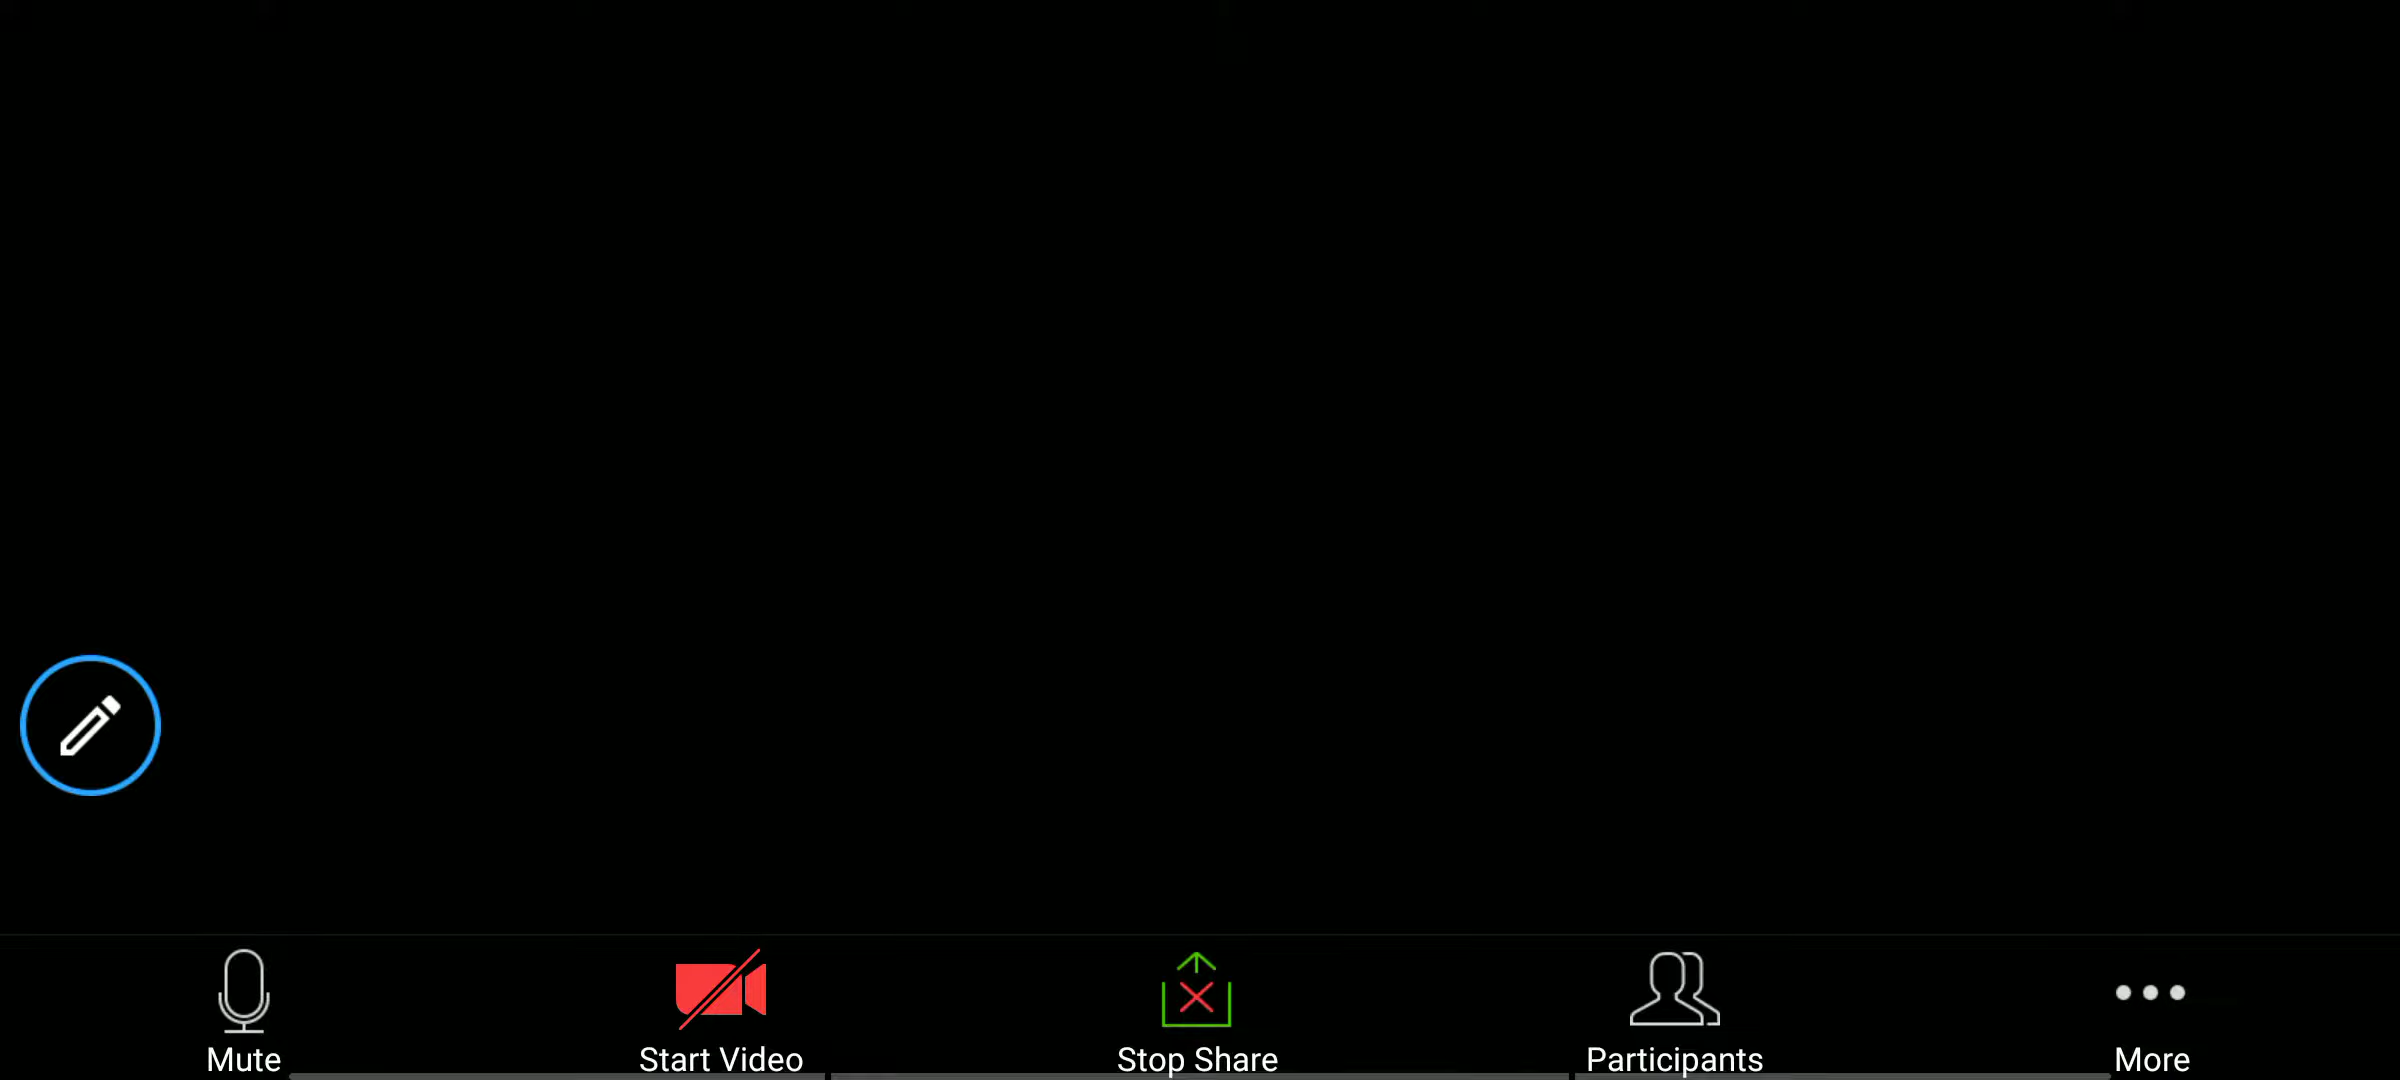 Mute
Start Video
Stop Share
Participants
More